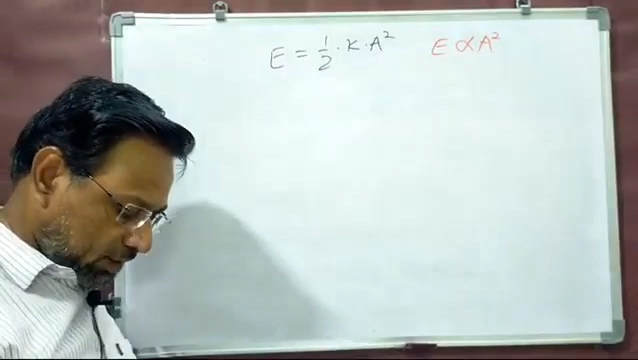 E = 1/2 · K · A² E ∝ A²